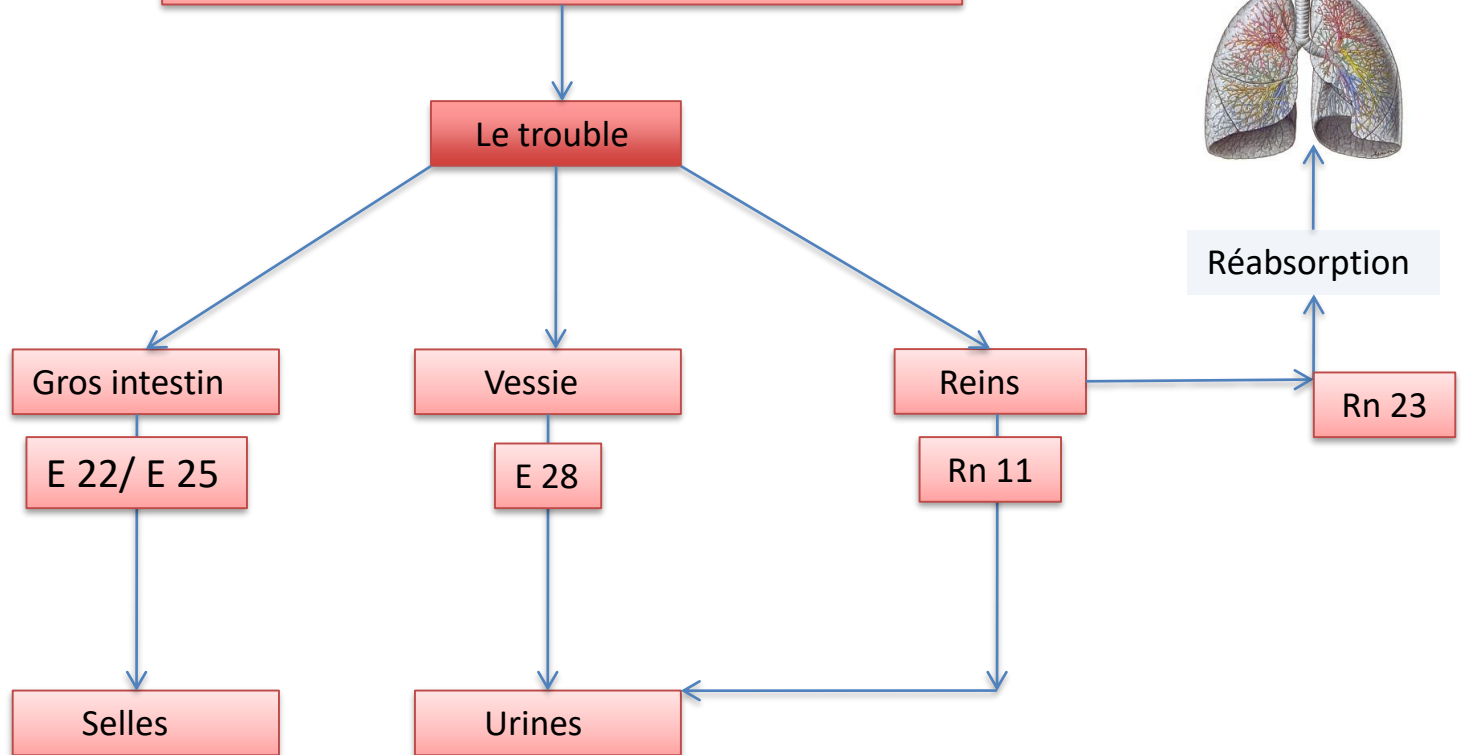 Le trouble
Réabsorption
Gros intestin
Vessie
Reins
Rn 23
E 22/ E 25
E 28
Rn 11
Selles
Urines